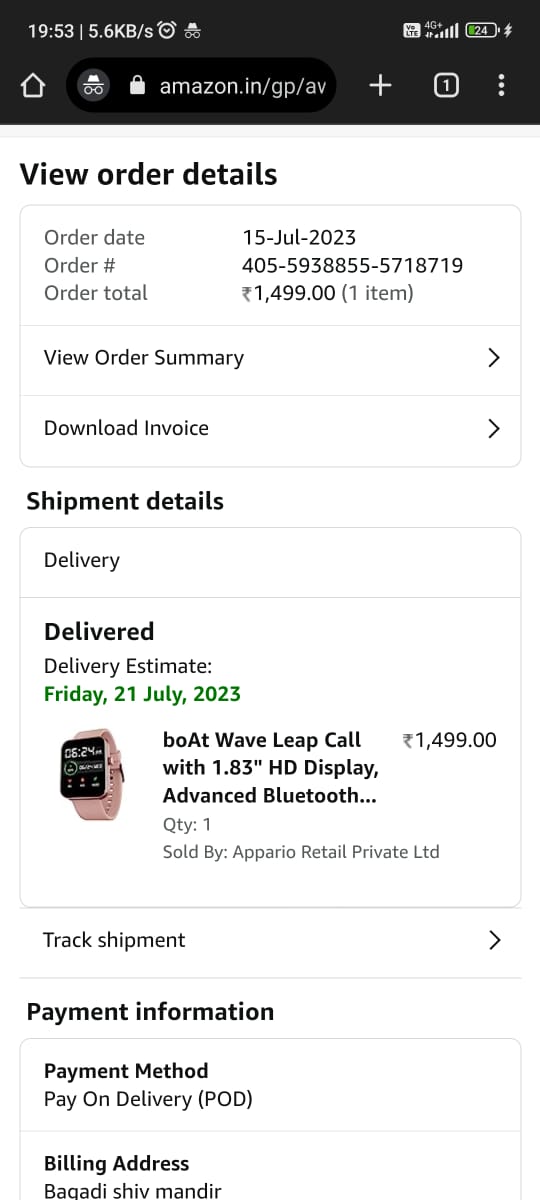 19:53 | 5.6KB/s
Vo LTE 4G+ 24
amazon.in/gp/av
1
View order details
Order date 15-Jul-2023
Order # 405-5938855-5718719
Order total ₹1,499.00 (1 item)
View Order Summary
Download Invoice
Shipment details
Delivery
Delivered
Delivery Estimate:
Friday, 21 July, 2023
06:24
boAt Wave Leap Call ₹1,499.00
with 1.83" HD Display,
Advanced Bluetooth...
Qty: 1
Sold By: Appario Retail Private Ltd
Track shipment
Payment information
Payment Method
Pay On Delivery (POD)
Billing Address
Bagadi shiv mandir